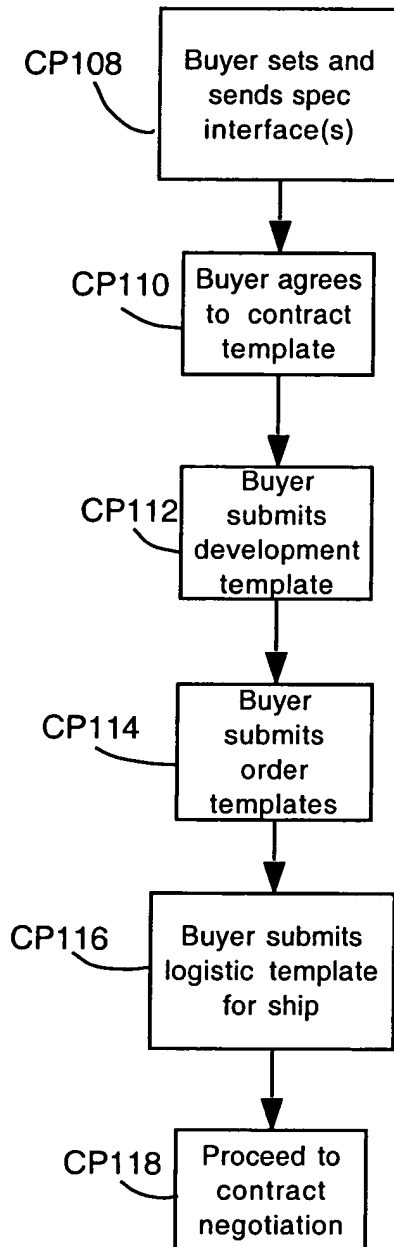 CP108
Buyer sets and
sends spec
interface(s)
CP110
Buyer agrees
to contract
template
CP112
Buyer
submits
development
template
CP114
Buyer
submits
order
templates
CP116
Buyer submits
logistic template
for ship
CP118
Proceed to
contract
negotiation